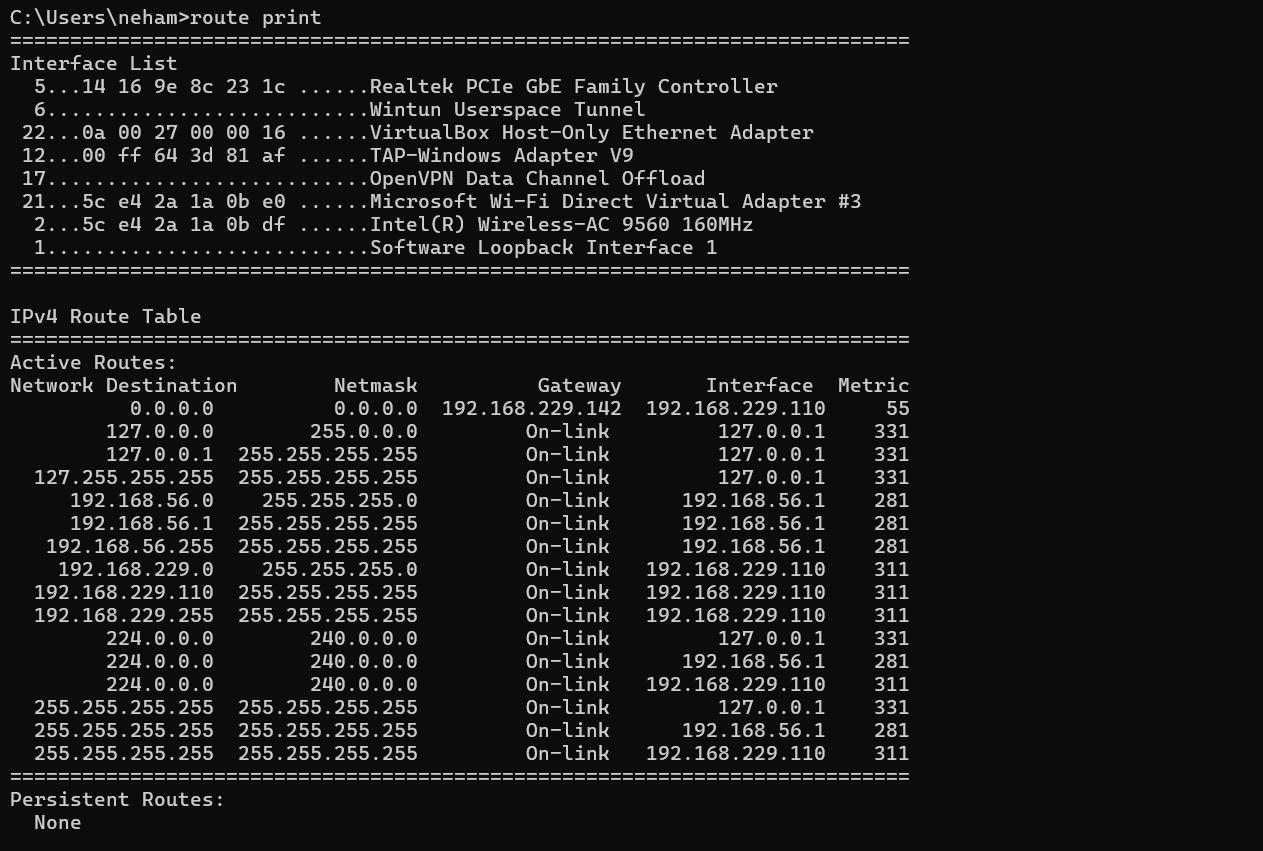 C:\Users\neham>route print
===========================================================================
Interface List
  5...14 16 9e 8c 23 1c ......Realtek PCIe GbE Family Controller
  6...........................Wintun Userspace Tunnel
 22...0a 00 27 00 00 16 ......VirtualBox Host-Only Ethernet Adapter
 12...00 ff 64 3d 81 af ......TAP-Windows Adapter V9
 17...........................OpenVPN Data Channel Offload
 21...5c e4 2a 1a 0b e0 ......Microsoft Wi-Fi Direct Virtual Adapter #3
  2...5c e4 2a 1a 0b df ......Intel(R) Wireless-AC 9560 160MHz
  1...........................Software Loopback Interface 1
===========================================================================

IPv4 Route Table
===========================================================================
Active Routes:
Network Destination        Netmask          Gateway       Interface  Metric
          0.0.0.0          0.0.0.0  192.168.229.142  192.168.229.110     55
        127.0.0.0        255.0.0.0         On-link         127.0.0.1    331
        127.0.0.1  255.255.255.255         On-link         127.0.0.1    331
  127.255.255.255  255.255.255.255         On-link         127.0.0.1    331
     192.168.56.0    255.255.255.0         On-link      192.168.56.1    281
     192.168.56.1  255.255.255.255         On-link      192.168.56.1    281
   192.168.56.255  255.255.255.255         On-link      192.168.56.1    281
    192.168.229.0    255.255.255.0         On-link   192.168.229.110    311
  192.168.229.110  255.255.255.255         On-link   192.168.229.110    311
  192.168.229.255  255.255.255.255         On-link   192.168.229.110    311
        224.0.0.0        240.0.0.0         On-link         127.0.0.1    331
        224.0.0.0        240.0.0.0         On-link      192.168.56.1    281
        224.0.0.0        240.0.0.0         On-link   192.168.229.110    311
  255.255.255.255  255.255.255.255         On-link         127.0.0.1    331
  255.255.255.255  255.255.255.255         On-link      192.168.56.1    281
  255.255.255.255  255.255.255.255         On-link   192.168.229.110    311
===========================================================================
Persistent Routes:
  None